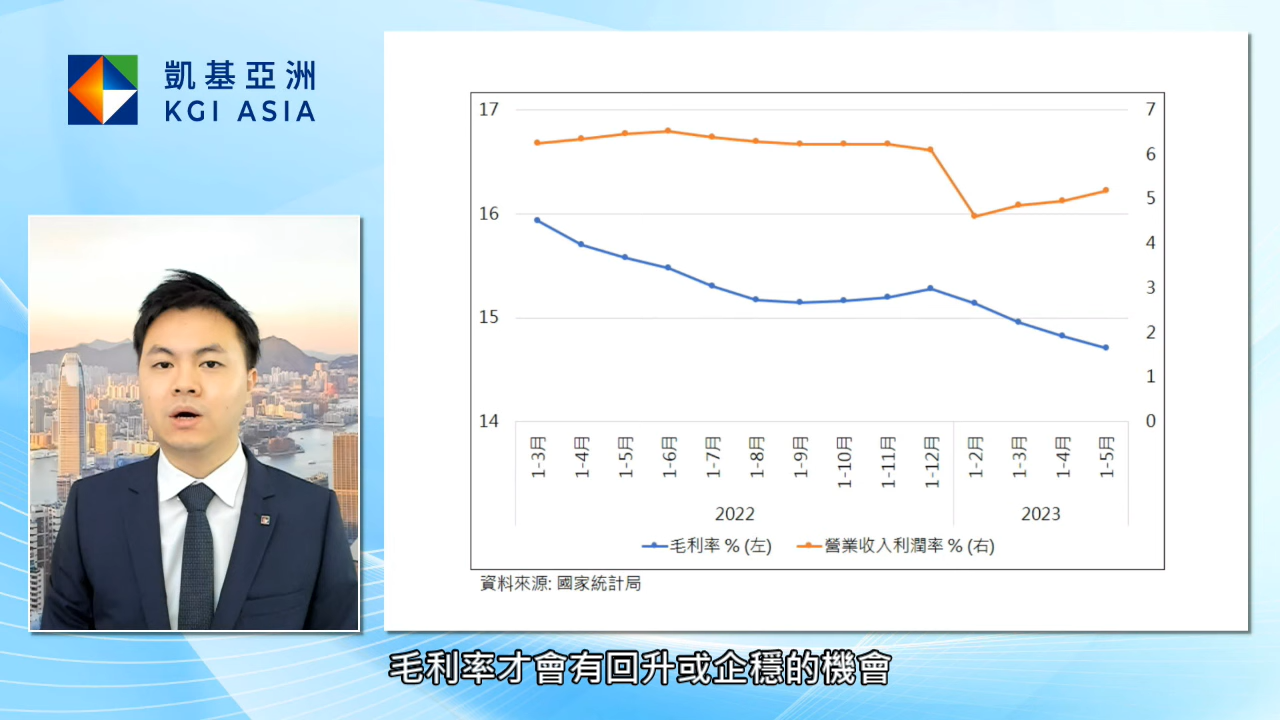 凱基亞洲
KGI ASIA
17
16
15
14
7
6
5
4
3
2
1
0
1-3月
1-4月
1-5月
1-6月
1-7月
1-8月
1-9月
1-10月
1-11月
1-12月
1-2月
1-3月
1-4月
1-5月
2022
2023
毛利率 % (左)
營業收入利潤率 % (右)
資料來源: 國家統計局
毛利率才會有回升或企穩的機會